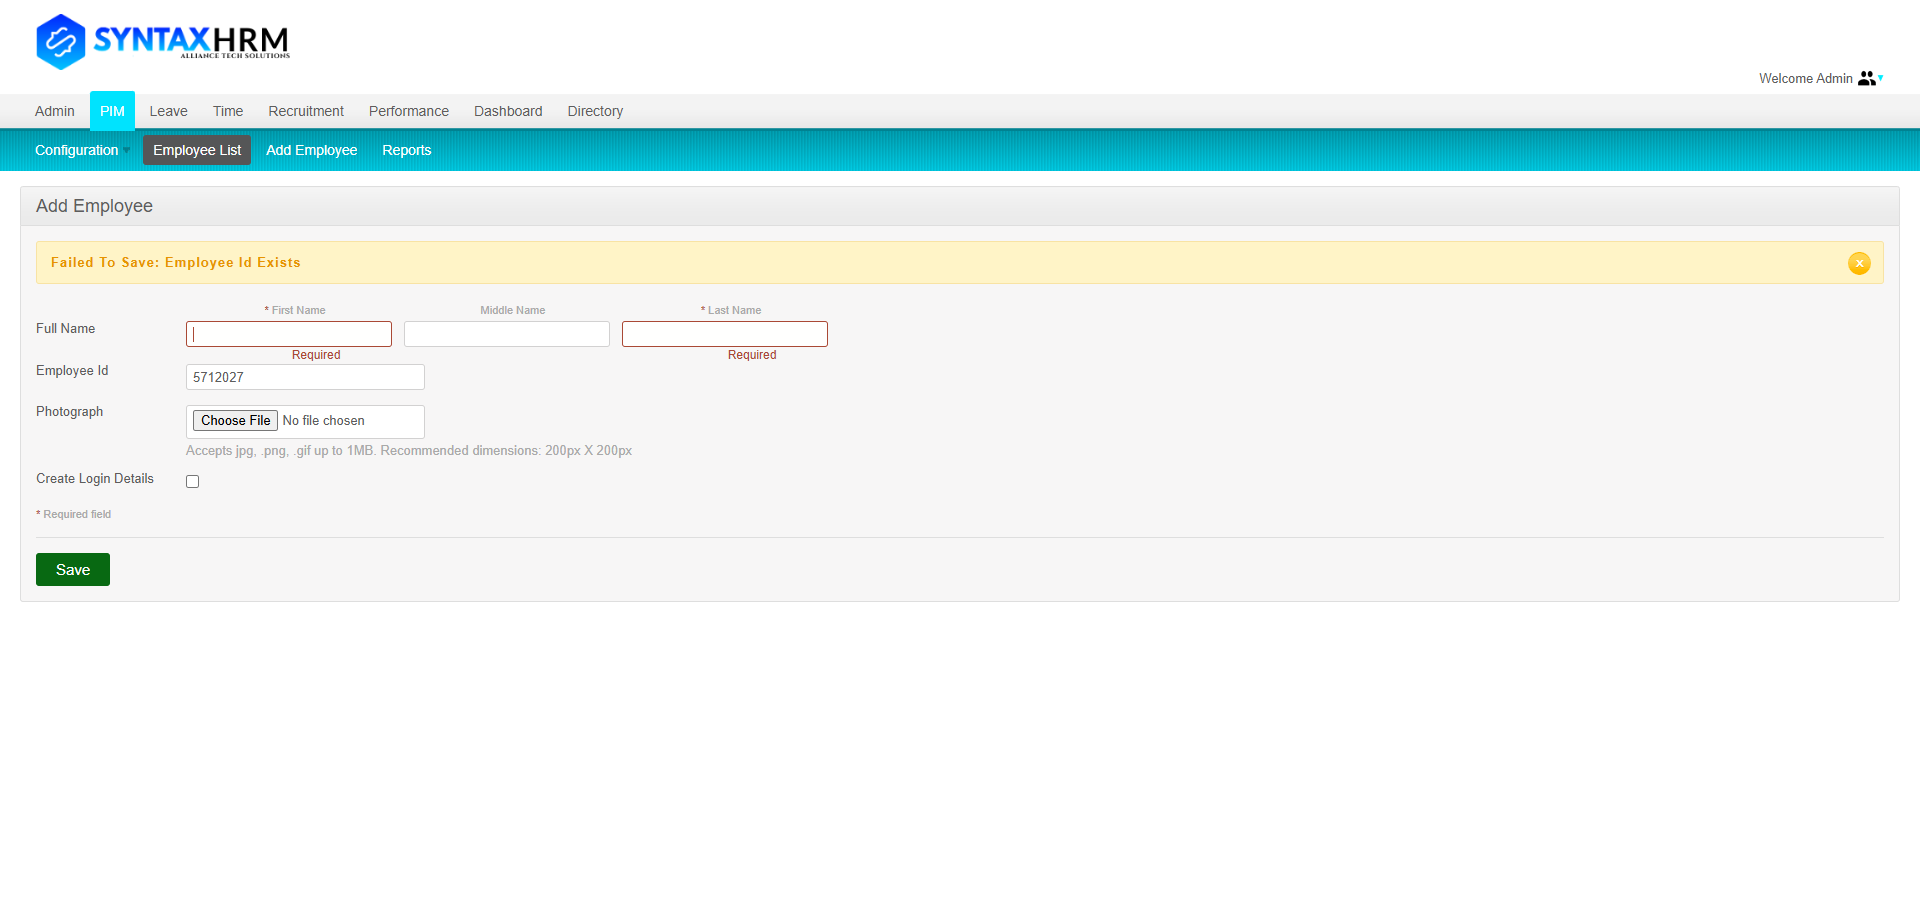 SYNTAXHRM
ALLIANCE TECH SOLUTIONS
Welcome Admin
Admin PIM Leave Time Recruitment Performance Dashboard Directory
Configuration Employee List Add Employee Reports
Add Employee
Failed To Save: Employee Id Exists
* First Name Middle Name * Last Name
Full Name
Required Required
Employee Id 5712027
Photograph Choose File No file chosen
Accepts jpg, .png, .gif up to 1MB. Recommended dimensions: 200px X 200px
Create Login Details
* Required field
Save